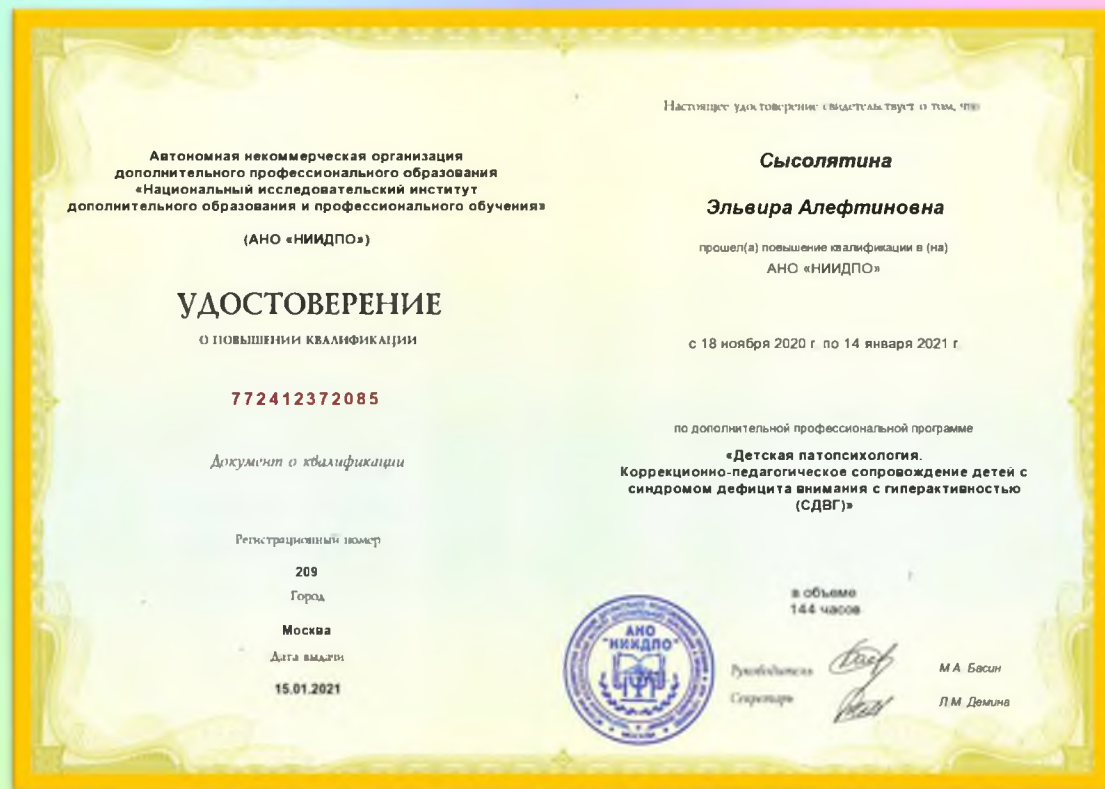 Автономная некоммерческая организация
дополнительного профессионального образования
«Национальный исследовательский институт
дополнительного образования и профессионального обучения»
(АНО «НИИДПО»)
УДОСТОВЕРЕНИЕ
О ПОВЫШЕНИИ КВАЛИФИКАЦИИ
772412372085
Документ о квалификации
Регистрационный номер
209
Город
Москва
Дата выдачи
15.01.2021
Настоящее удостоверение свидетельствует о том, что
Сысолятина
Эльвира Алефтиновна
прошел(а) повышение квалификации в (на)
АНО «НИИДПО»
с 18 ноября 2020 г. по 14 января 2021 г.
по дополнительной профессиональной программе
«Детская патопсихология.
Коррекционно-педагогическое сопровождение детей с
синдромом дефицита внимания с гиперактивностью
(СДВГ)»
в объеме
144 часов
АНО
"НИИДПО"
МОСКВА
Руководитель М.А. Басин
Секретарь Л.М. Демина